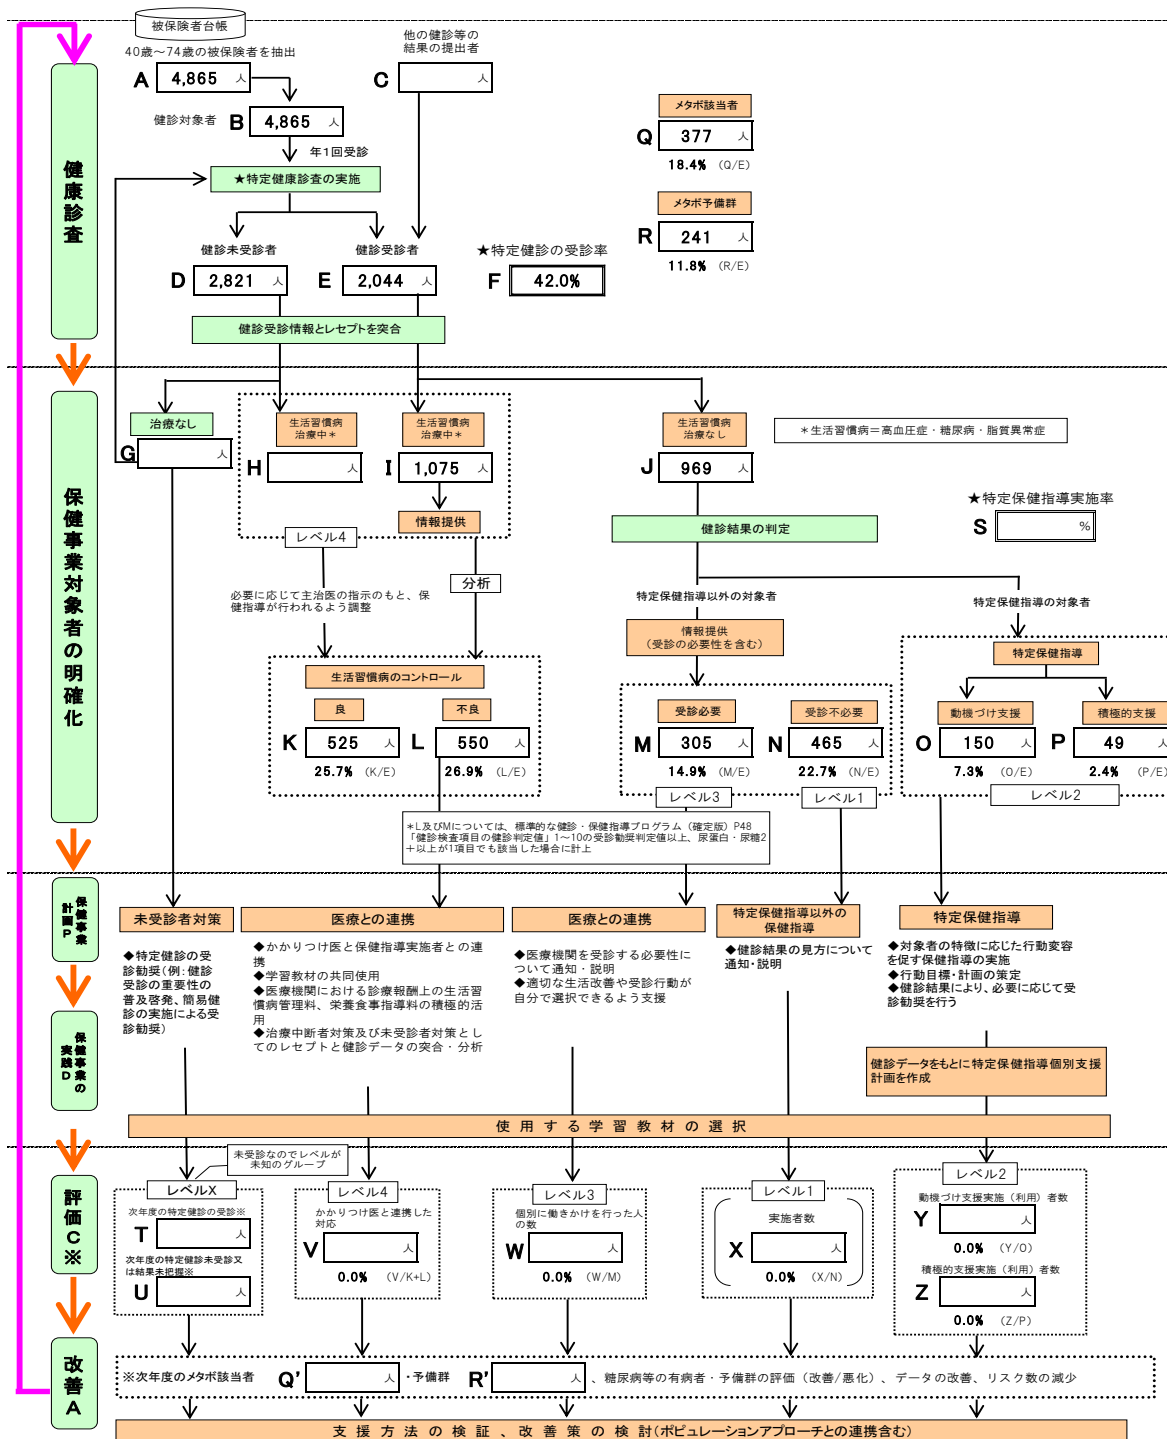 被保険者台帳
40歳～74歳の被保険者を抽出
A 4,865 人
他の健診等の
結果の提出者
C 人
健診対象者 B 4,865 人
年1回受診
★特定健康診査の実施
メタボ該当者
Q 377 人
18.4% (Q/E)
メタボ予備群
R 241 人
11.8% (R/E)
健診未受診者
D 2,821 人
健診受診者
E 2,044 人
★特定健診の受診率
F 42.0%
健診受診情報とレセプトを突合
健康診査
治療なし
G 人
生活習慣病
治療中*
H 人
生活習慣病
治療中*
I 1,075 人
情報提供
レベル4
生活習慣病
治療なし
J 969 人
*生活習慣病＝高血圧症・糖尿病・脂質異常症
★特定保健指導実施率
S %
健診結果の判定
分析
必要に応じて主治医の指示のもと、保
健指導が行われるよう調整
特定保健指導以外の対象者
特定保健指導の対象者
情報提供
(受診の必要性を含む)
特定保健指導
保健事業対象者の明確化
生活習慣病のコントロール
良
K 525 人
25.7% (K/E)
不良
L 550 人
26.9% (L/E)
受診必要
M 305 人
14.9% (M/E)
レベル3
受診不必要
N 465 人
22.7% (N/E)
レベル1
動機づけ支援
O 150 人
7.3% (O/E)
積極的支援
P 49 人
2.4% (P/E)
レベル2
*L及びMについては、標準的な健診・保健指導プログラム（確定版）P48
「健診検査項目の健診判定値」1～10の受診勧奨判定値以上、尿蛋白・尿糖2
＋以上が1項目でも該当した場合に計上
保健事業
計画P
保健事業の
実践D
未受診者対策
◆特定健診の受
診勧奨(例：健診
受診の重要性の
普及啓発、簡易健
診の実施による受
診勧奨)
医療との連携
◆かかりつけ医と保健指導実施者との連
携
◆学習教材の共同使用
◆医療機関における診療報酬上の生活習
慣病管理料、栄養食事指導料の積極的活
用
◆治療中断者対策及び未受診者対策とし
てのレセプトと健診データの突合・分析
医療との連携
◆医療機関を受診する必要性に
ついて通知・説明
◆適切な生活改善や受診行動が
自分で選択できるよう支援
特定保健指導以外の
保健指導
◆健診結果の見方について
通知・説明
特定保健指導
◆対象者の特徴に応じた行動変容
を促す保健指導の実施
◆行動目標・計画の策定
◆健診結果により、必要に応じて受
診勧奨を行う
健診データをもとに特定保健指導個別支援
計画を作成
使用する学習教材の選択
未受診なのでレベルが
未知のグループ
評価C※
レベルX
次年度の特定健診の受診※
T 人
次年度の特定健診未受診又
は結果未把握※
U 人
レベル4
かかりつけ医と連携した
対応
V 人
0.0% (V/K+L)
レベル3
個別に働きかけを行った人
の数
W 人
0.0% (W/M)
レベル1
実施者数
X 人
0.0% (X/N)
レベル2
動機づけ支援実施（利用）者数
Y 人
0.0% (Y/O)
積極的支援実施（利用）者数
Z 人
0.0% (Z/P)
改善A
※次年度のメタボ該当者 Q' 人 ・予備群 R' 人 、糖尿病等の有病者・予備群の評価（改善/悪化）、データの改善、リスク数の減少
支援方法の検証、改善策の検討(ポピュレーションアプローチとの連携含む)